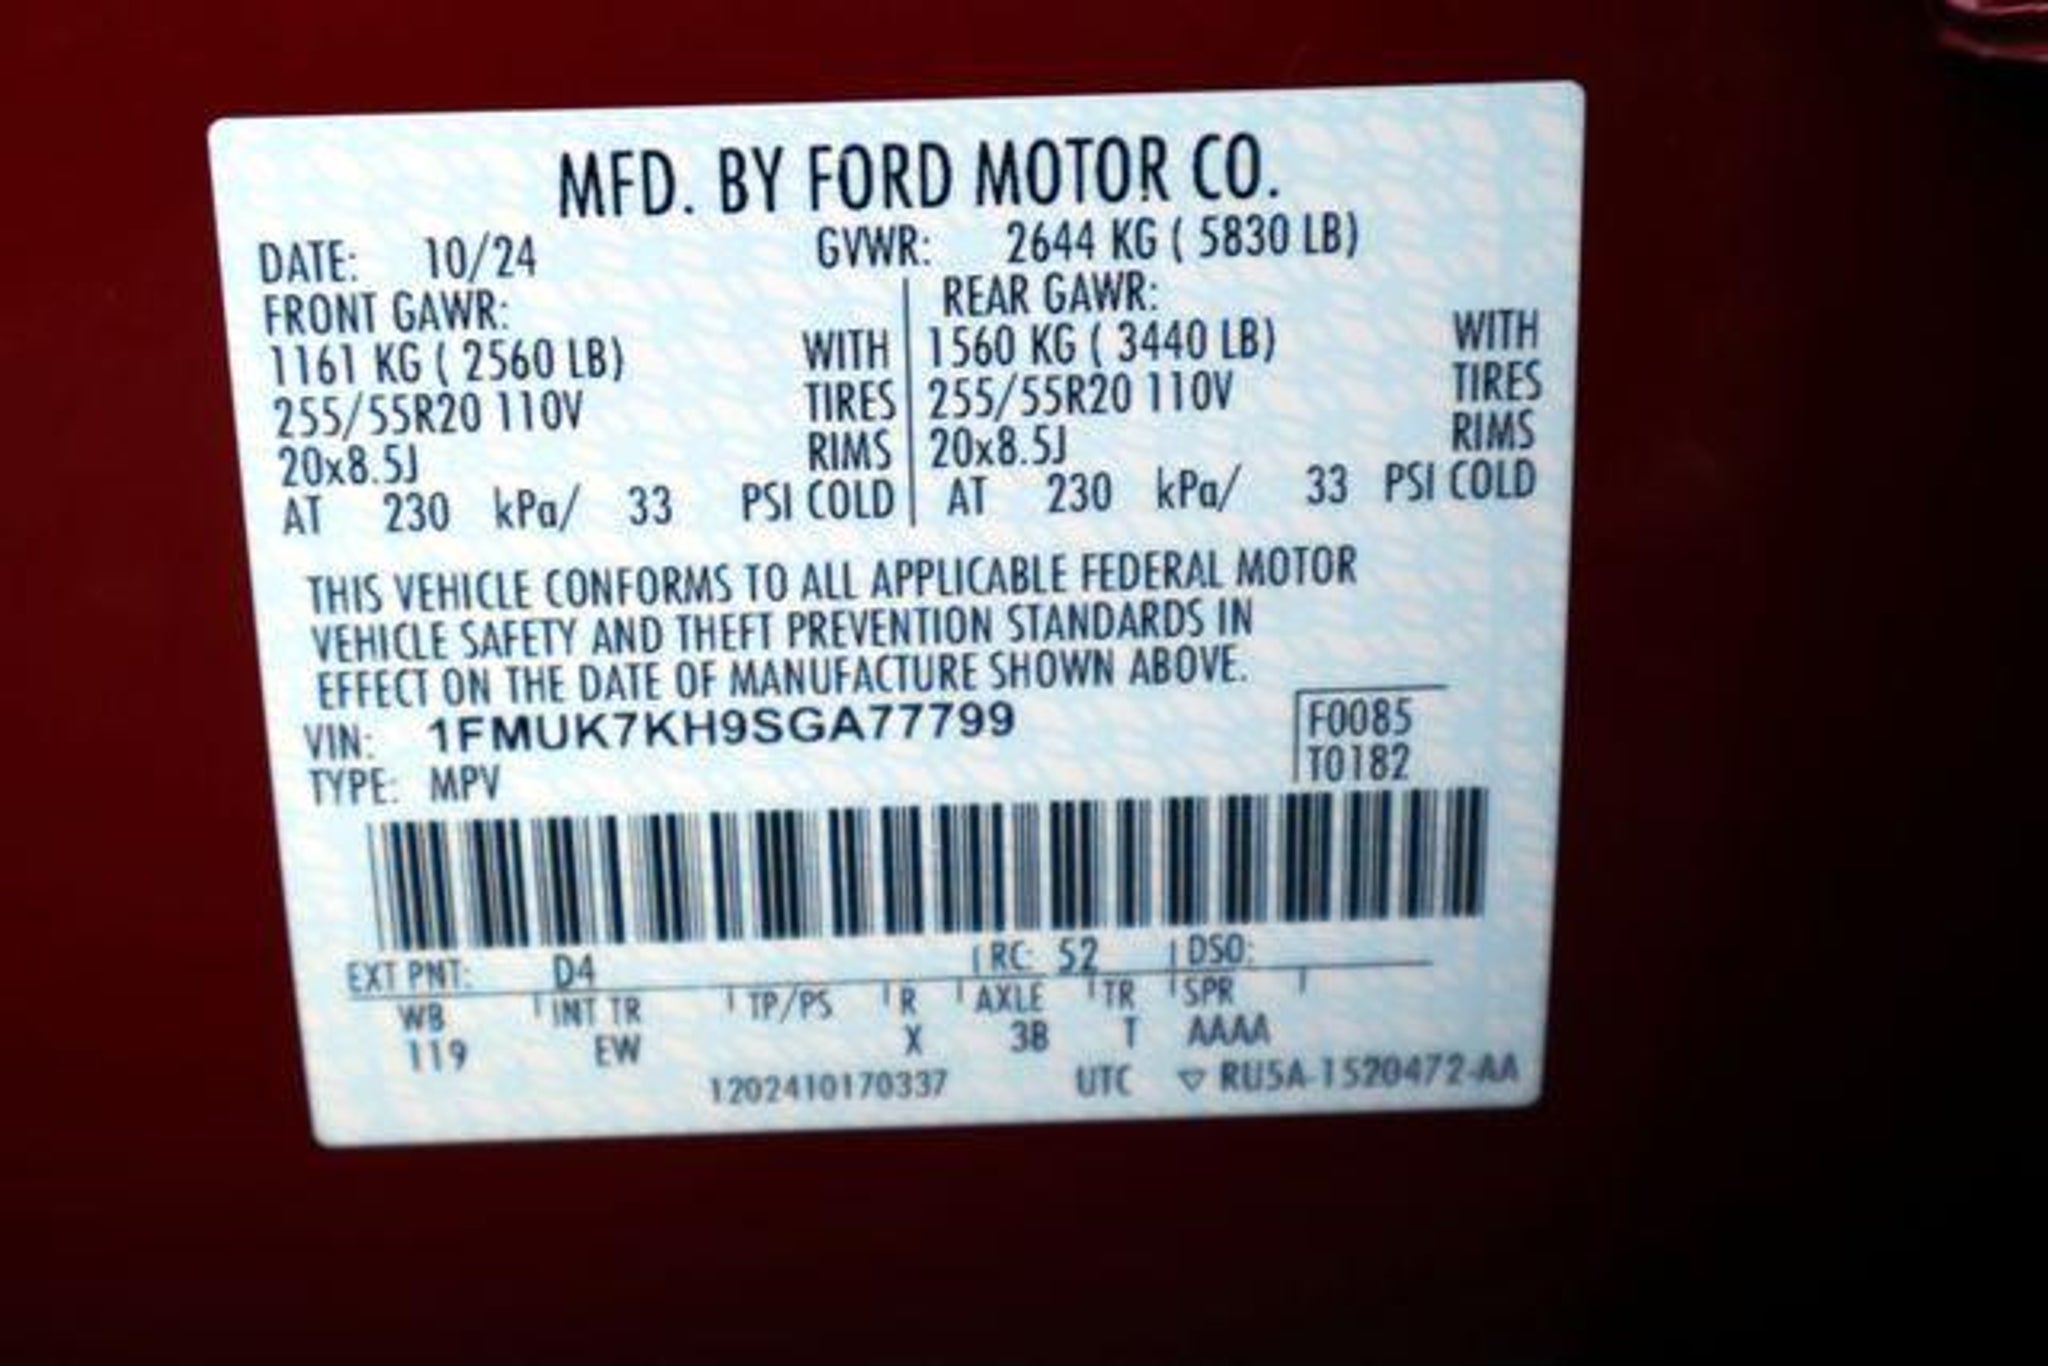 MFD. BY FORD MOTOR CO.
DATE: 10/24 GVWR: 2644 KG ( 5830 LB)
FRONT GAWR: REAR GAWR:
1161 KG ( 2560 LB) WITH 1560 KG ( 3440 LB) WITH
255/55R20 110V TIRES 255/55R20 110V TIRES
20x8.5J RIMS 20x8.5J RIMS
AT 230 kPa/ 33 PSI COLD AT 230 kPa/ 33 PSI COLD
THIS VEHICLE CONFORMS TO ALL APPLICABLE FEDERAL MOTOR
VEHICLE SAFETY AND THEFT PREVENTION STANDARDS IN
EFFECT ON THE DATE OF MANUFACTURE SHOWN ABOVE.
VIN: 1FMUK7KH9SGA77799 F0085
TYPE: MPV T0182
EXT PNT: D4 RC: 52 DSO:
WB INT TR TP/PS R AXLE TR SPR
119 EW X 3B T AAAA
1202410170337 UTC ▽ RU5A-1520472-AA